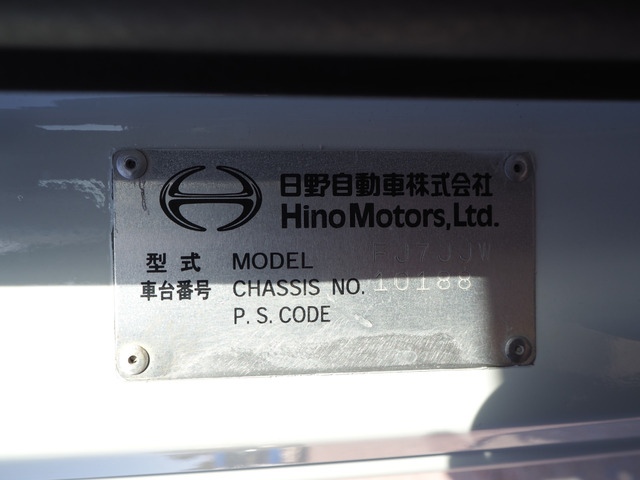 日野自動車株式会社
Hino Motors, Ltd.
型式 MODEL FJ7JJW
車台番号 CHASSIS NO. 10188
P.S. CODE